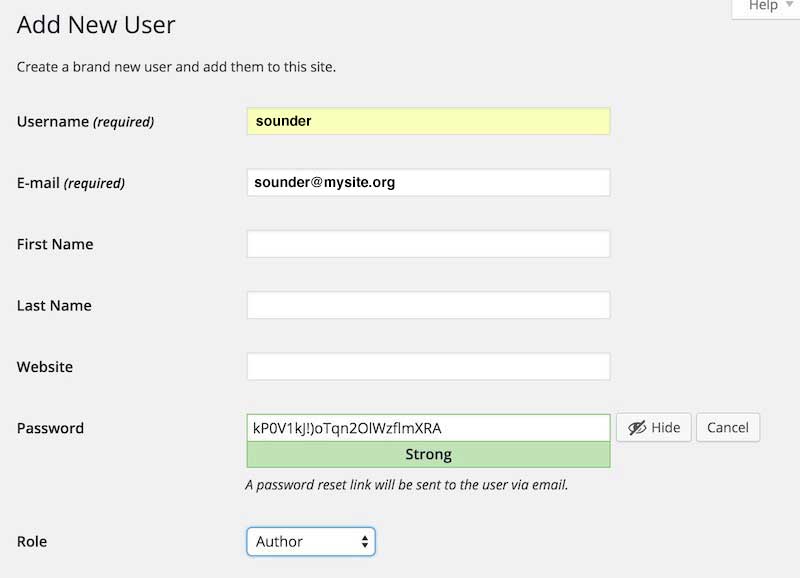 Help
Add New User
Create a brand new user and add them to this site.
Username (required) sounder
E-mail (required) sounder@mysite.org
First Name
Last Name
Website
Password kP0V1kJ!)oTqn2OlWzflmXRA Hide Cancel
Strong
A password reset link will be sent to the user via email.
Role Author